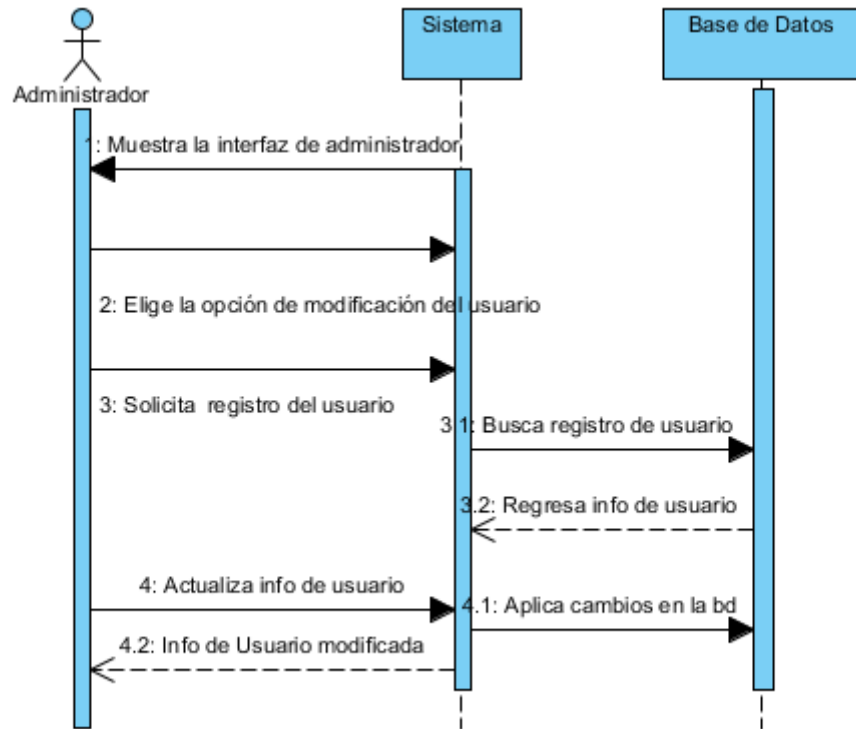 Sistema
Base de Datos
Administrador
1: Muestra la interfaz de administrador
2: Elige la opción de modificación del usuario
3: Solicita registro del usuario
3.1: Busca registro de usuario
3.2: Regresa info de usuario
4: Actualiza info de usuario
4.1: Aplica cambios en la bd
4.2: Info de Usuario modificada